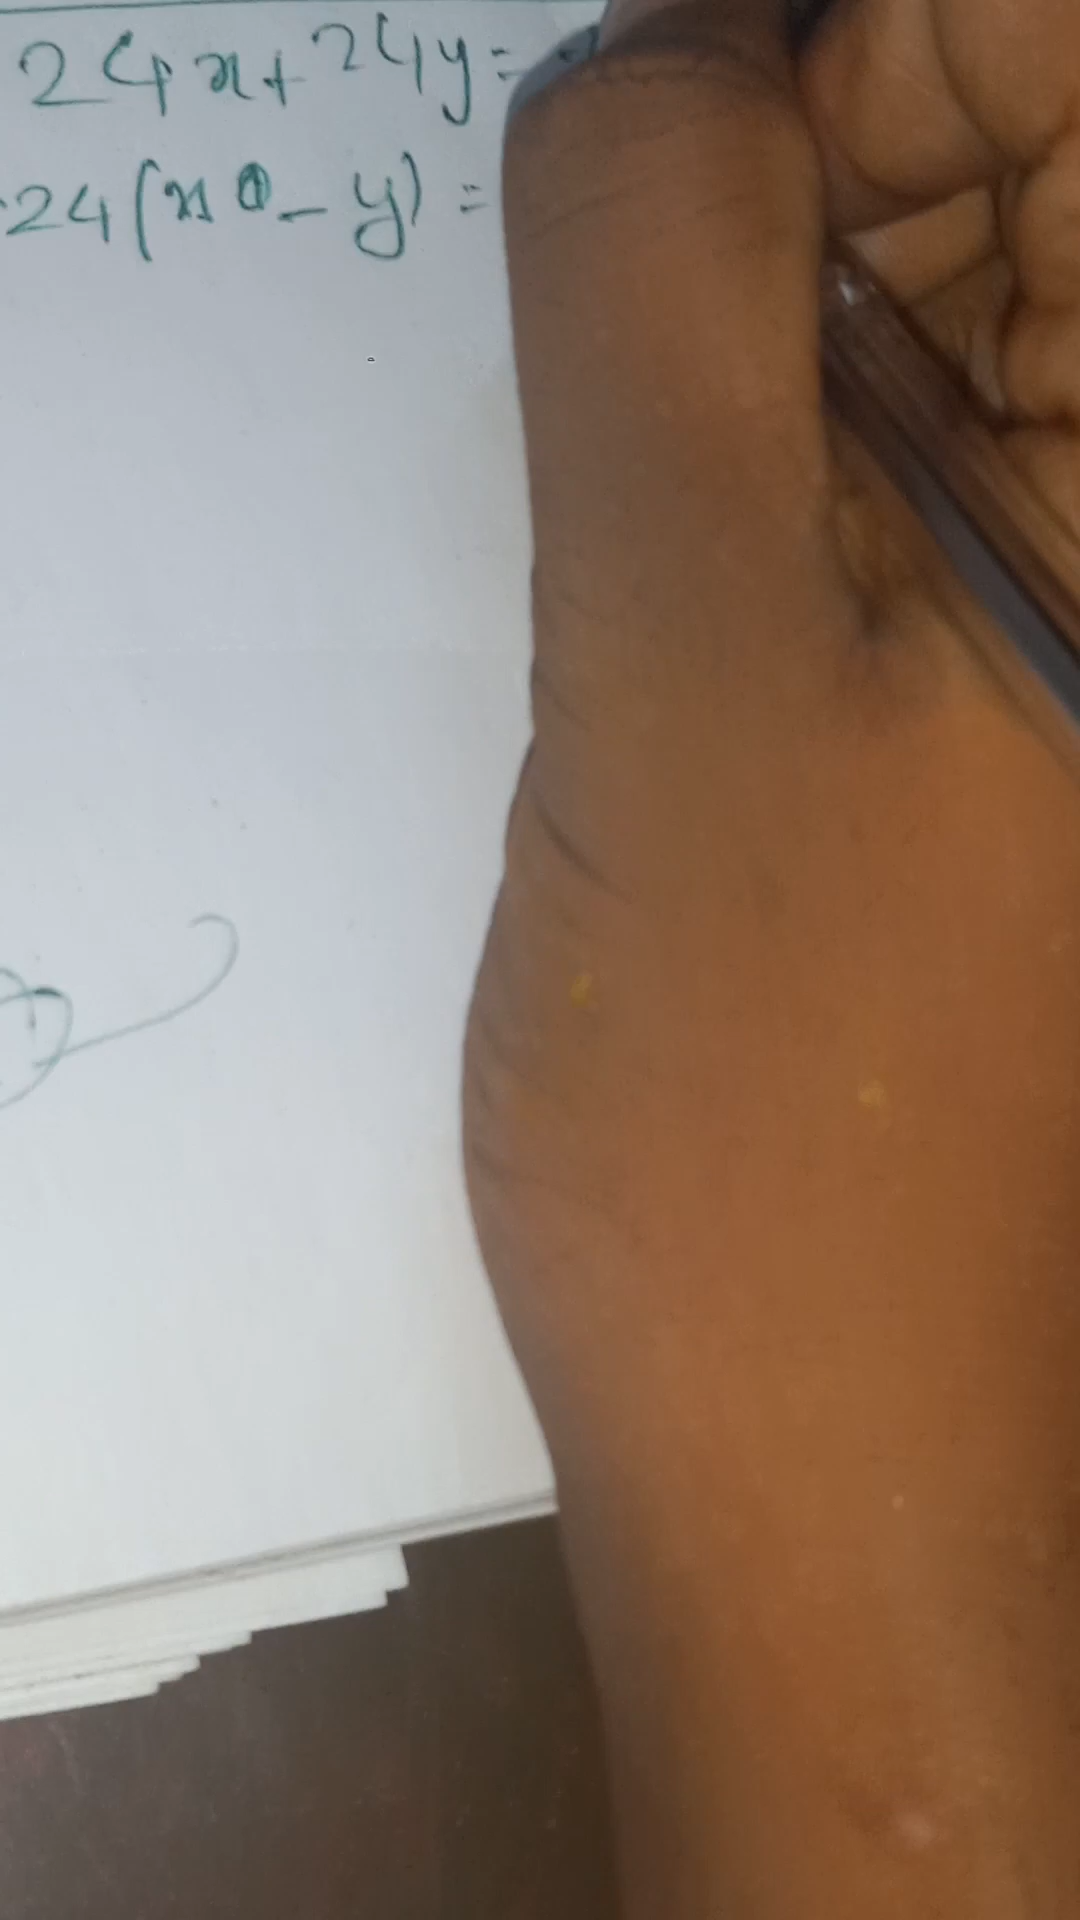 24x + 24y =
-24(x - y) =